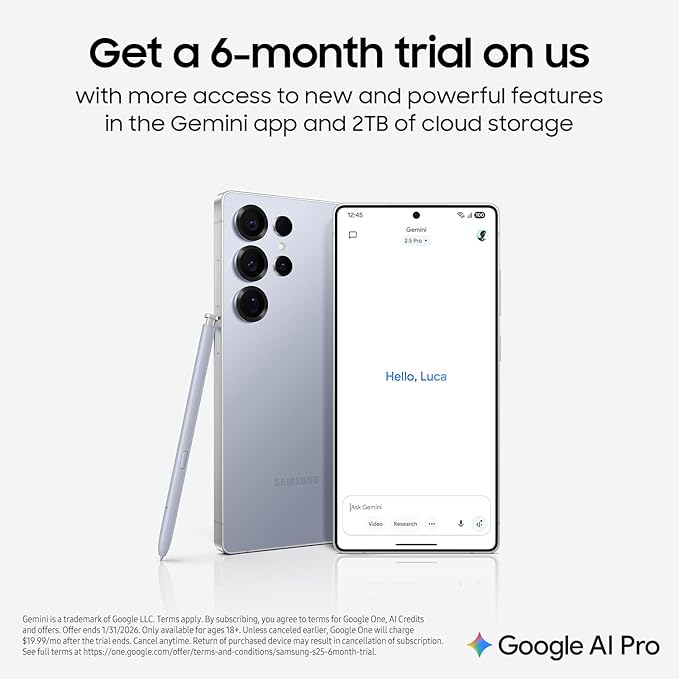 Get a 6-month trial on us
with more access to new and powerful features
in the Gemini app and 2TB of cloud storage
12:45
100
Gemini
2.5 Pro
Hello, Luca
SAMSUNG
Ask Gemini
Video Research •••
Gemini is a trademark of Google LLC. Terms apply. By subscribing, you agree to terms for Google One, AI Credits
and offers. Offer ends 1/31/2026. Only available for ages 18+. Unless canceled earlier, Google One will charge
$19.99/mo after the trial ends. Cancel anytime. Return of purchased device may result in cancellation of subscription.
See full terms at https://one.google.com/offer/terms-and-conditions/samsung-s25-6month-trial.
Google AI Pro